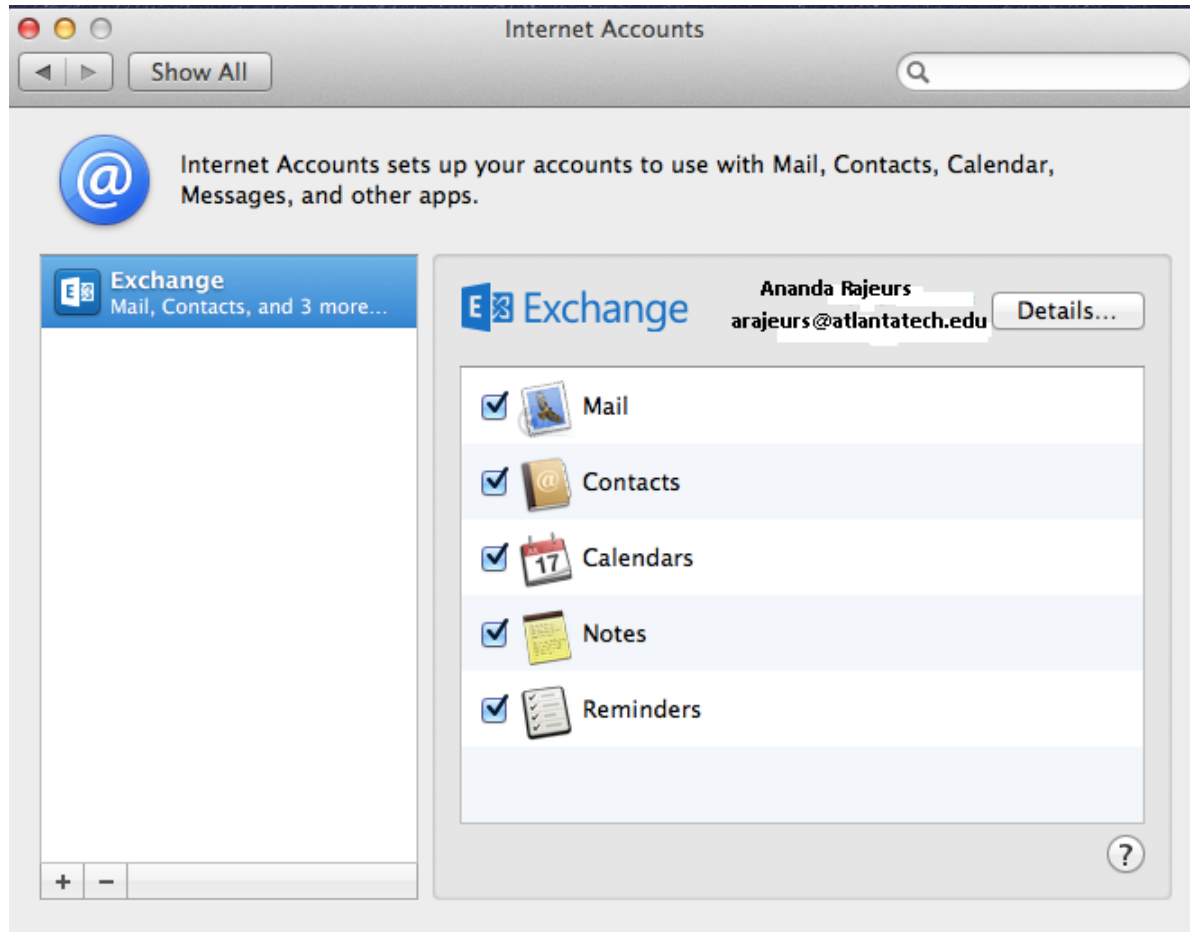 Internet Accounts
Show All
Internet Accounts sets up your accounts to use with Mail, Contacts, Calendar,
Messages, and other apps.
Exchange
Mail, Contacts, and 3 more...
E Exchange
Ananda Rajeurs
arajeurs@atlantatech.edu
Details...
Mail
Contacts
17
Calendars
Notes
Reminders
?
+ −